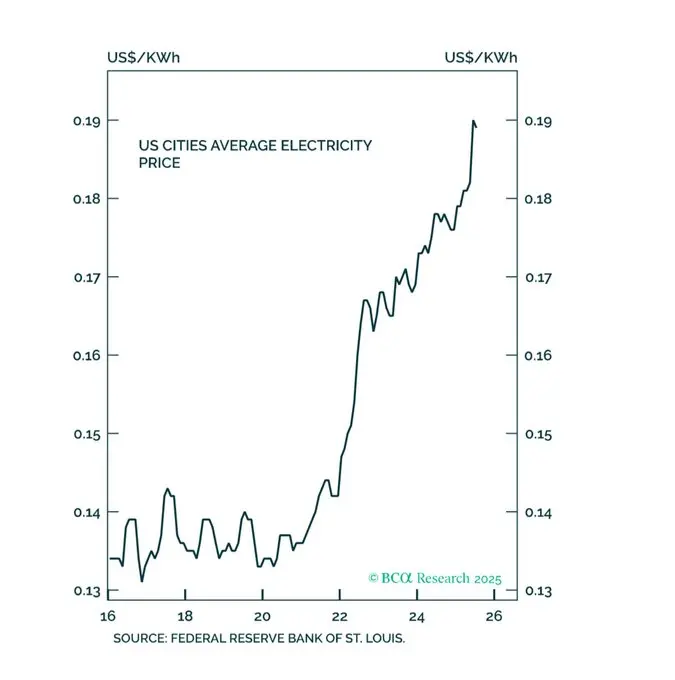 US$/KWh US$/KWh
US CITIES AVERAGE ELECTRICITY
PRICE
0.19 0.19
0.18 0.18
0.17 0.17
0.16 0.16
0.15 0.15
0.14 0.14
0.13 0.13
© BCα Research 2025
16 18 20 22 24 26
SOURCE: FEDERAL RESERVE BANK OF ST. LOUIS.